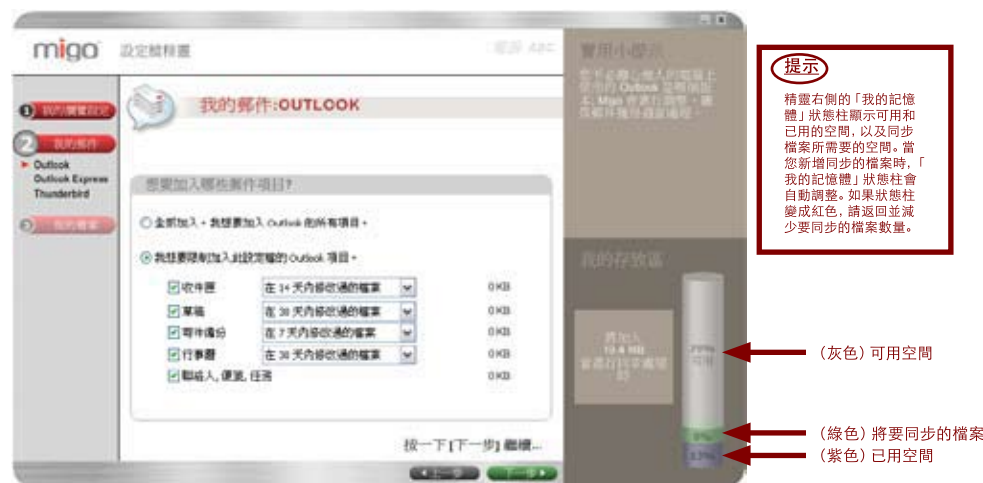 migo
設定檔精靈
ABC
我的郵件:OUTLOOK
1
我的瀏覽設定
2
我的郵件
Outlook
Outlook Express
Thunderbird
我的檔案
想要加入哪些郵件項目?
全部加入。我想要加入 Outlook 的所有項目。
我想要限制加入此設定檔的 Outlook 項目。
收件匣
在 14 天內修改過的檔案
0 KB
草稿
在 30 天內修改過的檔案
0 KB
寄件備份
在 7 天內修改過的檔案
0 KB
行事曆
在 30 天內修改過的檔案
0 KB
聯絡人, 便箋, 任務
0 KB
按一下 [下一步] 繼續...
上一步
下一步
實用小提示
我的存放區
將加入
可用
提示
精靈右側的「我的記憶
體」狀態柱顯示可用和
已用的空間，以及同步
檔案所需要的空間。當
您新增同步的檔案時，「
我的記憶體」狀態柱會
自動調整。如果狀態柱
變成紅色，請返回並減
少要同步的檔案數量。
（灰色）可用空間
（綠色）將要同步的檔案
（紫色）已用空間